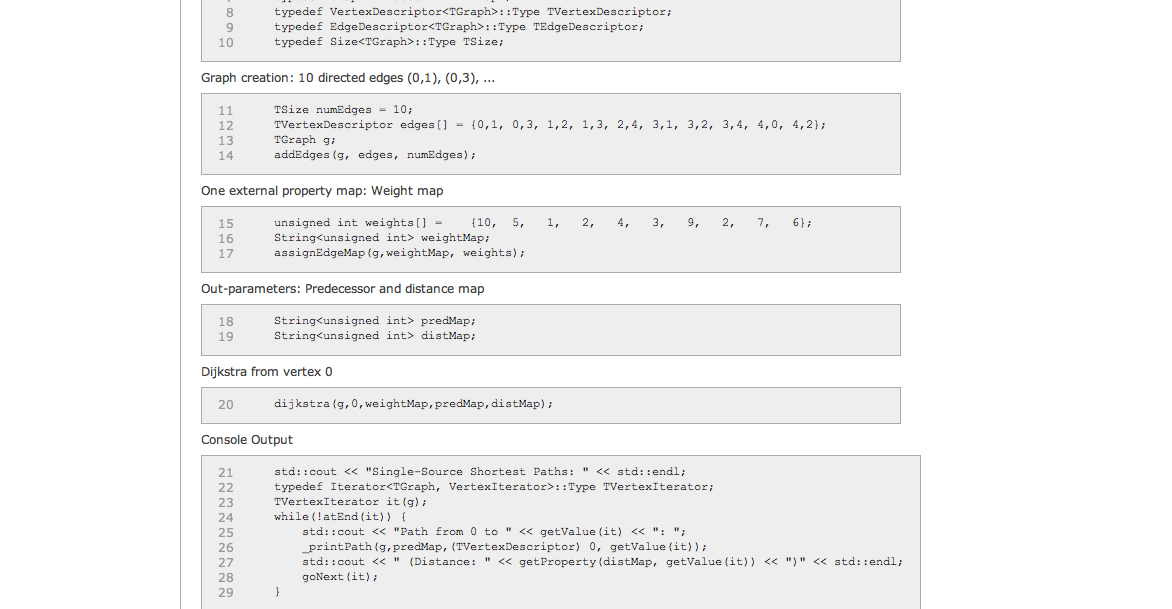 8 typedef VertexDescriptor<TGraph>::Type TVertexDescriptor;
9 typedef EdgeDescriptor<TGraph>::Type TEdgeDescriptor;
10 typedef Size<TGraph>::Type TSize;
Graph creation: 10 directed edges (0,1), (0,3), ...
11 TSize numEdges = 10;
12 TVertexDescriptor edges[] = {0,1, 0,3, 1,2, 1,3, 2,4, 3,1, 3,2, 3,4, 4,0, 4,2};
13 TGraph g;
14 addEdges(g, edges, numEdges);
One external property map: Weight map
15 unsigned int weights[] = {10, 5, 1, 2, 4, 3, 9, 2, 7, 6};
16 String<unsigned int> weightMap;
17 assignEdgeMap(g,weightMap, weights);
Out-parameters: Predecessor and distance map
18 String<unsigned int> predMap;
19 String<unsigned int> distMap;
Dijkstra from vertex 0
20 dijkstra(g,0,weightMap,predMap,distMap);
Console Output
21 std::cout << "Single-Source Shortest Paths: " << std::endl;
22 typedef Iterator<TGraph, VertexIterator>::Type TVertexIterator;
23 TVertexIterator it(g);
24 while(!atEnd(it)) {
25 std::cout << "Path from 0 to " << getValue(it) << ": ";
26 _printPath(g,predMap,(TVertexDescriptor) 0, getValue(it));
27 std::cout << " (Distance: " << getProperty(distMap, getValue(it)) << ")" << std::endl;
28 goNext(it);
29 }